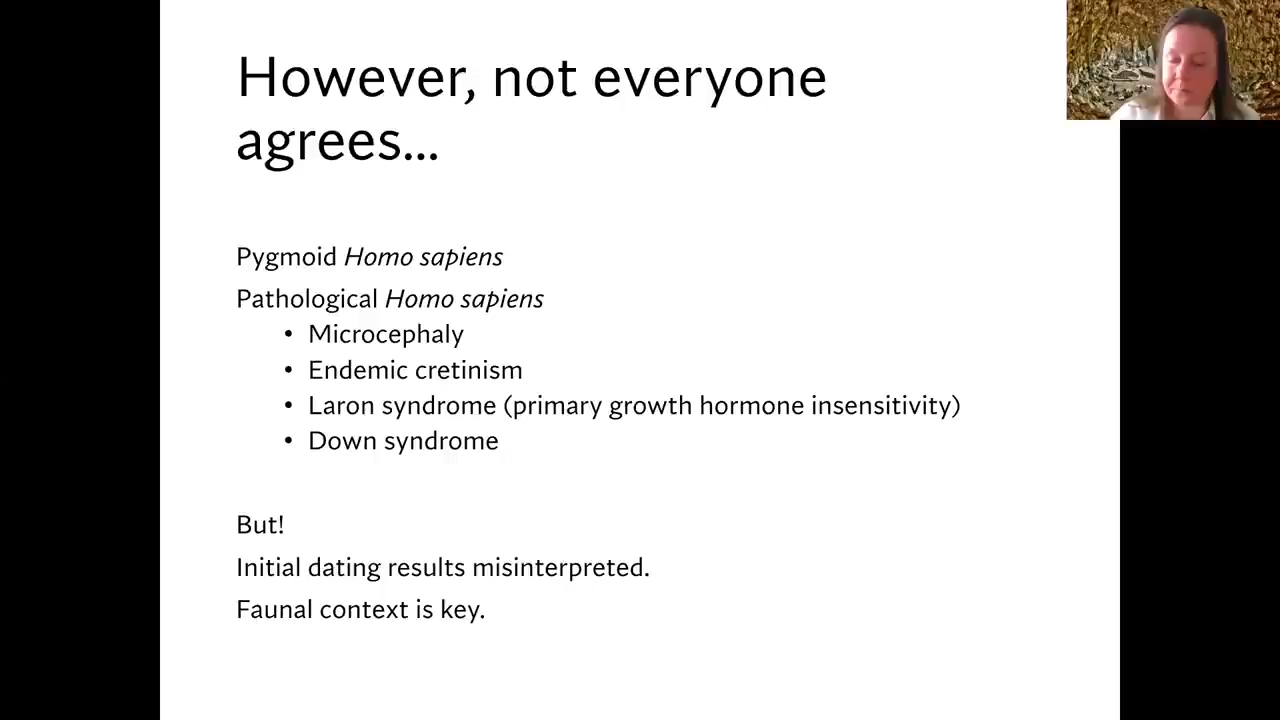 However, not everyone
agrees...
Pygmoid Homo sapiens
Pathological Homo sapiens
• Microcephaly
• Endemic cretinism
• Laron syndrome (primary growth hormone insensitivity)
• Down syndrome
But!
Initial dating results misinterpreted.
Faunal context is key.